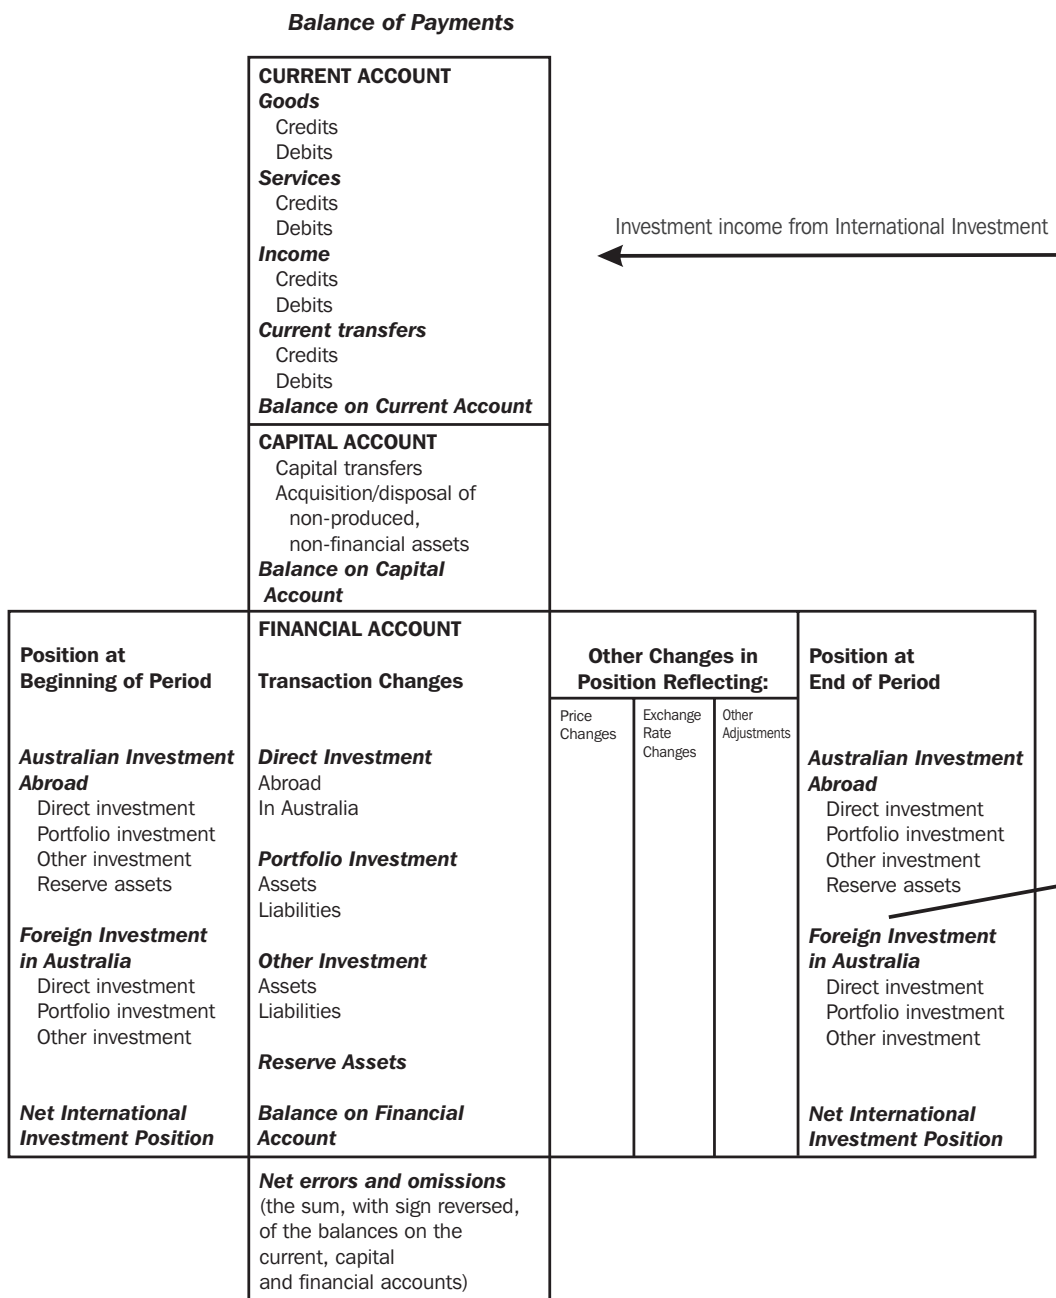 Balance of Payments
CURRENT ACCOUNT
Goods
Credits
Debits
Services
Credits
Debits
Income
Credits
Debits
Current transfers
Credits
Debits
Balance on Current Account
Investment income from International Investment
CAPITAL ACCOUNT
Capital transfers
Acquisition/disposal of
non-produced,
non-financial assets
Balance on Capital
Account
Position at
Beginning of Period
Australian Investment
Abroad
Direct investment
Portfolio investment
Other investment
Reserve assets
Foreign Investment
in Australia
Direct investment
Portfolio investment
Other investment
Net International
Investment Position
FINANCIAL ACCOUNT
Transaction Changes
Direct Investment
Abroad
In Australia
Portfolio Investment
Assets
Liabilities
Other Investment
Assets
Liabilities
Reserve Assets
Balance on Financial
Account
Other Changes in
Position Reflecting:
Price
Changes
Exchange
Rate
Changes
Other
Adjustments
Position at
End of Period
Australian Investment
Abroad
Direct investment
Portfolio investment
Other investment
Reserve assets
Foreign Investment
in Australia
Direct investment
Portfolio investment
Other investment
Net International
Investment Position
Net errors and omissions
(the sum, with sign reversed,
of the balances on the
current, capital
and financial accounts)